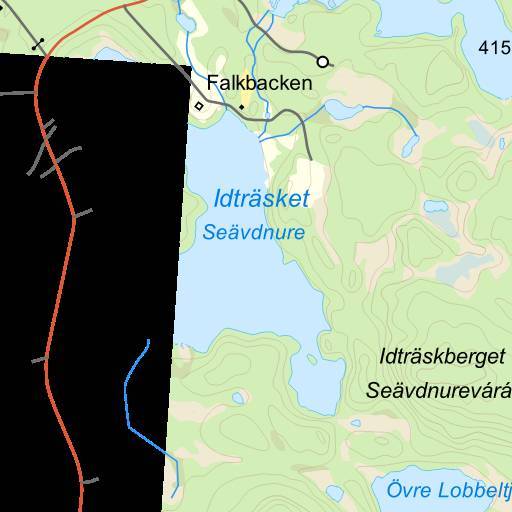 415
Falkbacken
Idträsket
Seävdnure
Idträskberget
Seävdnurevárá
Övre Lobbeltj